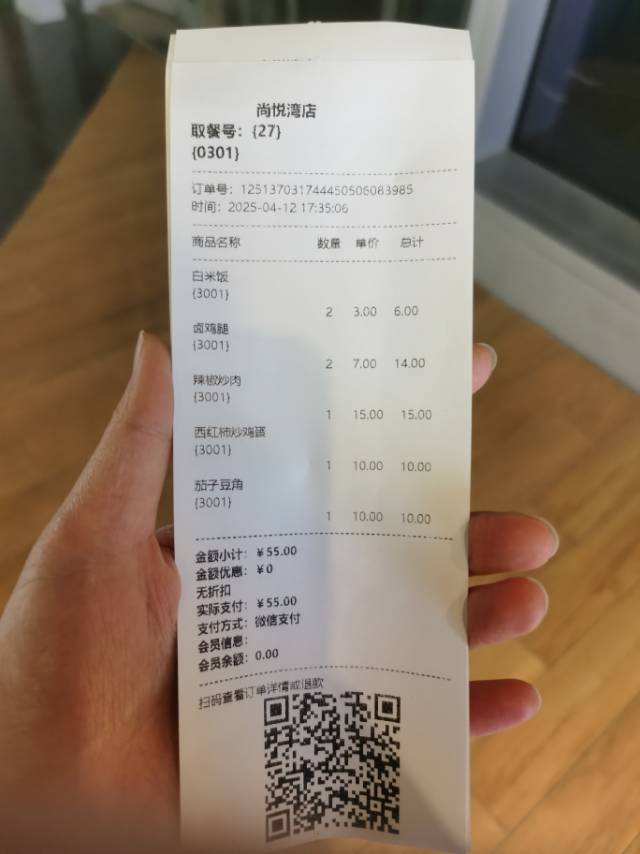 尚悦湾店
取餐号：{27}
{0301}
订单号：125137031744450506083985
时间：2025-04-12 17:35:06
商品名称 数量 单价 总计
白米饭
{3001}
2 3.00 6.00
卤鸡腿
{3001}
2 7.00 14.00
辣椒炒肉
{3001}
1 15.00 15.00
西红柿炒鸡蛋
{3001}
1 10.00 10.00
茄子豆角
{3001}
1 10.00 10.00
金额小计：￥55.00
金额优惠：￥0
无折扣
实际支付：￥55.00
支付方式：微信支付
会员信息：
会员余额：0.00
扫码查看订单详情或退款